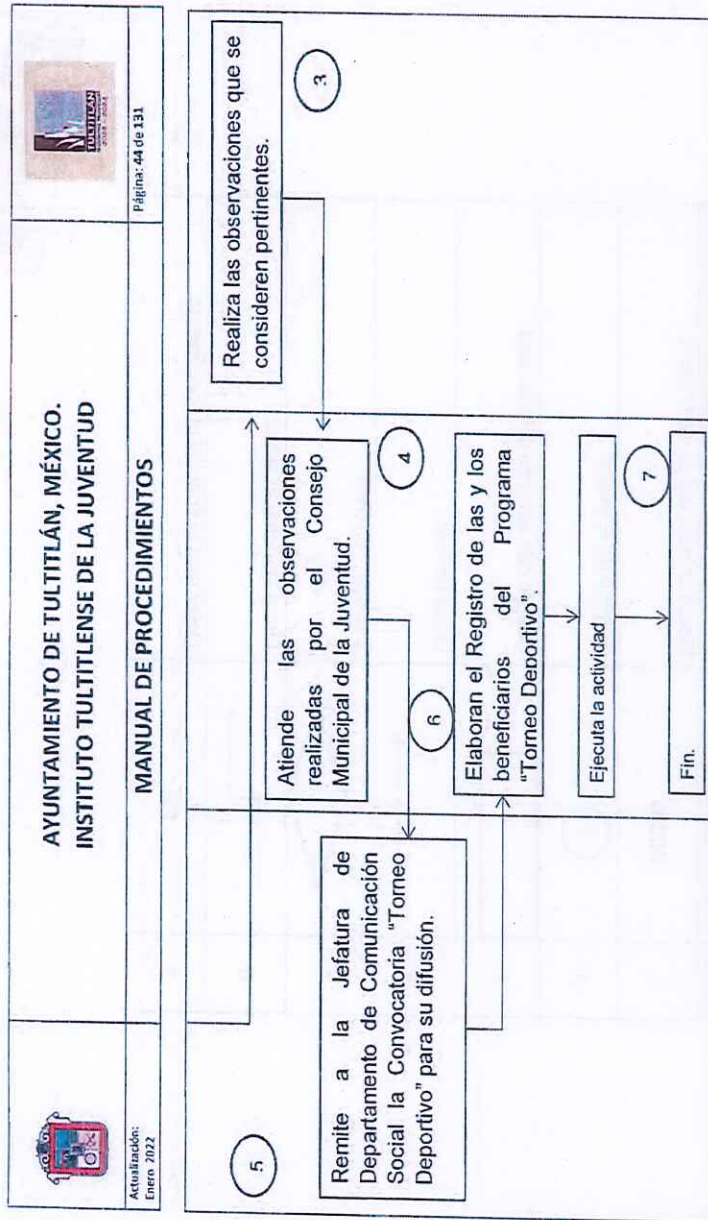 AYUNTAMIENTO DE TULTITLÁN, MÉXICO.
INSTITUTO TULTITLENSE DE LA JUVENTUD
TULTITLÁN
Actualización:
Enero 2022
MANUAL DE PROCEDIMIENTOS
Página: 44 de 131
Realiza las observaciones que se
consideren pertinentes.
3
Atiende las observaciones
realizadas por el Consejo
Municipal de la Juventud.
4
5
Remite a la Jefatura de
Departamento de Comunicación
Social la Convocatoria "Torneo
Deportivo" para su difusión.
6
Elaboran el Registro de las y los
beneficiarios del Programa
"Torneo Deportivo".
Ejecuta la actividad
7
Fin.